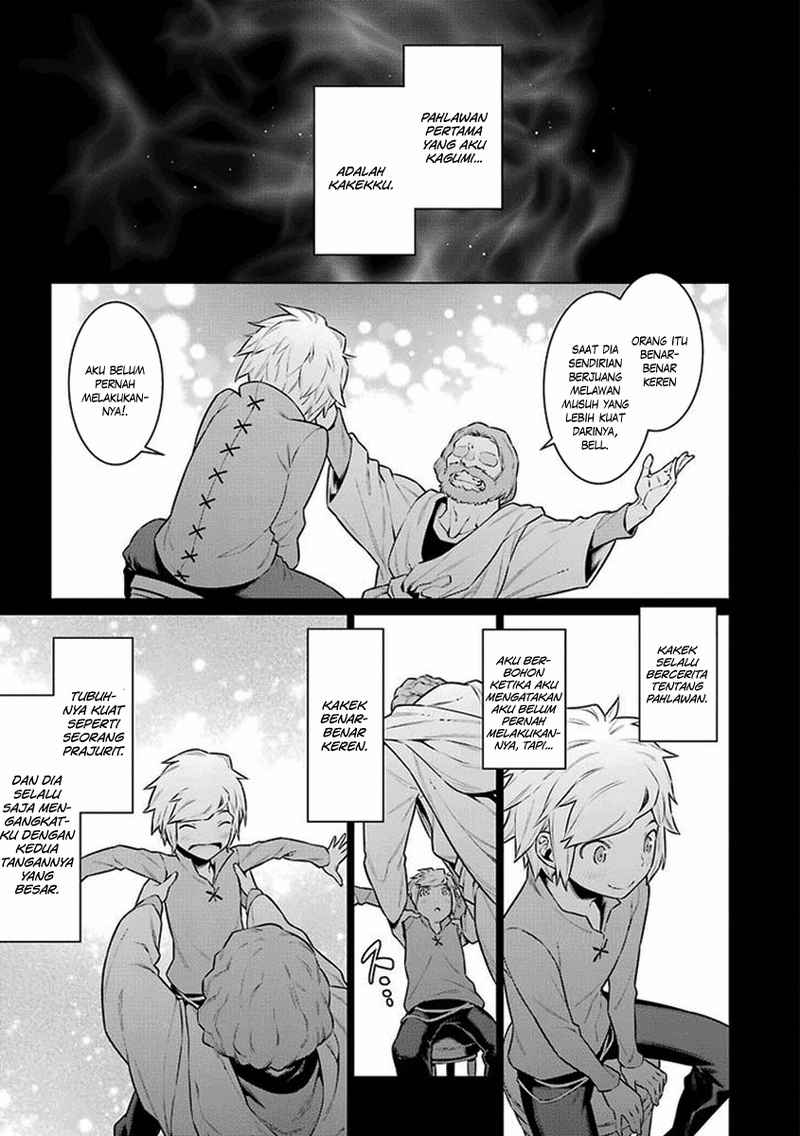 PAHLAWAN
PERTAMA
YANG AKU
KAGUMI...
ADALAH
KAKEKKU.
ORANG ITU
BENAR-
BENAR
KEREN
SAAT DIA
SENDIRIAN
BERJUANG
MELAWAN
MUSUH YANG
LEBIH KUAT
DARINYA,
BELL.
AKU BELUM
PERNAH
MELAKUKAN-
NYA!.
KAKEK
SELALU
BERCERITA
TENTANG
PAHLAWAN.
AKU BER-
BOHON
KETIKA AKU
MENGATAKAN
AKU BELUM
PERNAH
MELAKUKAN-
NYA, TAPI...
KAKEK
BENAR-
BENAR
KEREN.
TUBUH-
NYA KUAT
SEPERTI
SEORANG
PRAJURIT.
DAN DIA
SELALU
SAJA MEN-
GANGKAT-
KU DENGAN
KEDUA
TANGANNYA
YANG
BESAR.